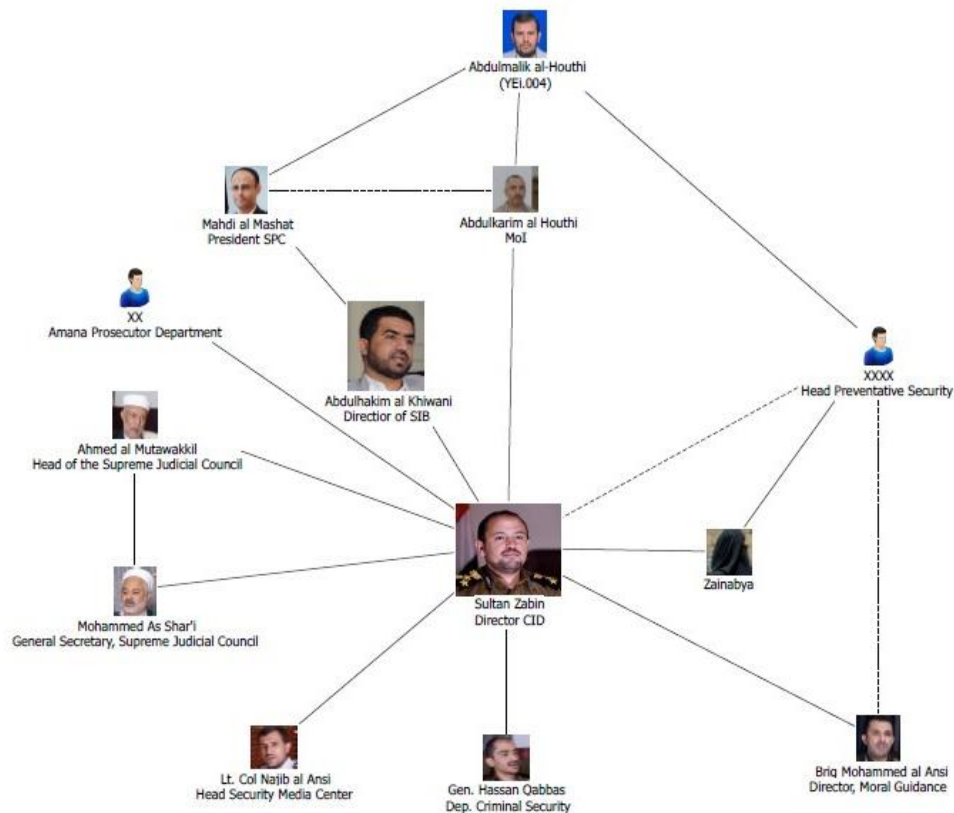 Abdulmalik al-Houthi
(YEi.004)
Mahdi al Mashat
President SPC
Abdulkarim al Houthi
MoI
XX
Amana Prosecutor Department
Abdulhakim al Khiwani
Directior of SIB
XXXX
Head Preventative Security
Ahmed al Mutawakkil
Head of the Supreme Judicial Council
Sultan Zabin
Director CID
Zainabya
Mohammed As Shar'i
General Secretary, Supreme Judicial Council
Lt. Col Najib al Ansi
Head Security Media Center
Gen. Hassan Qabbas
Dep. Criminal Security
Brig Mohammed al Ansi
Director, Moral Guidance